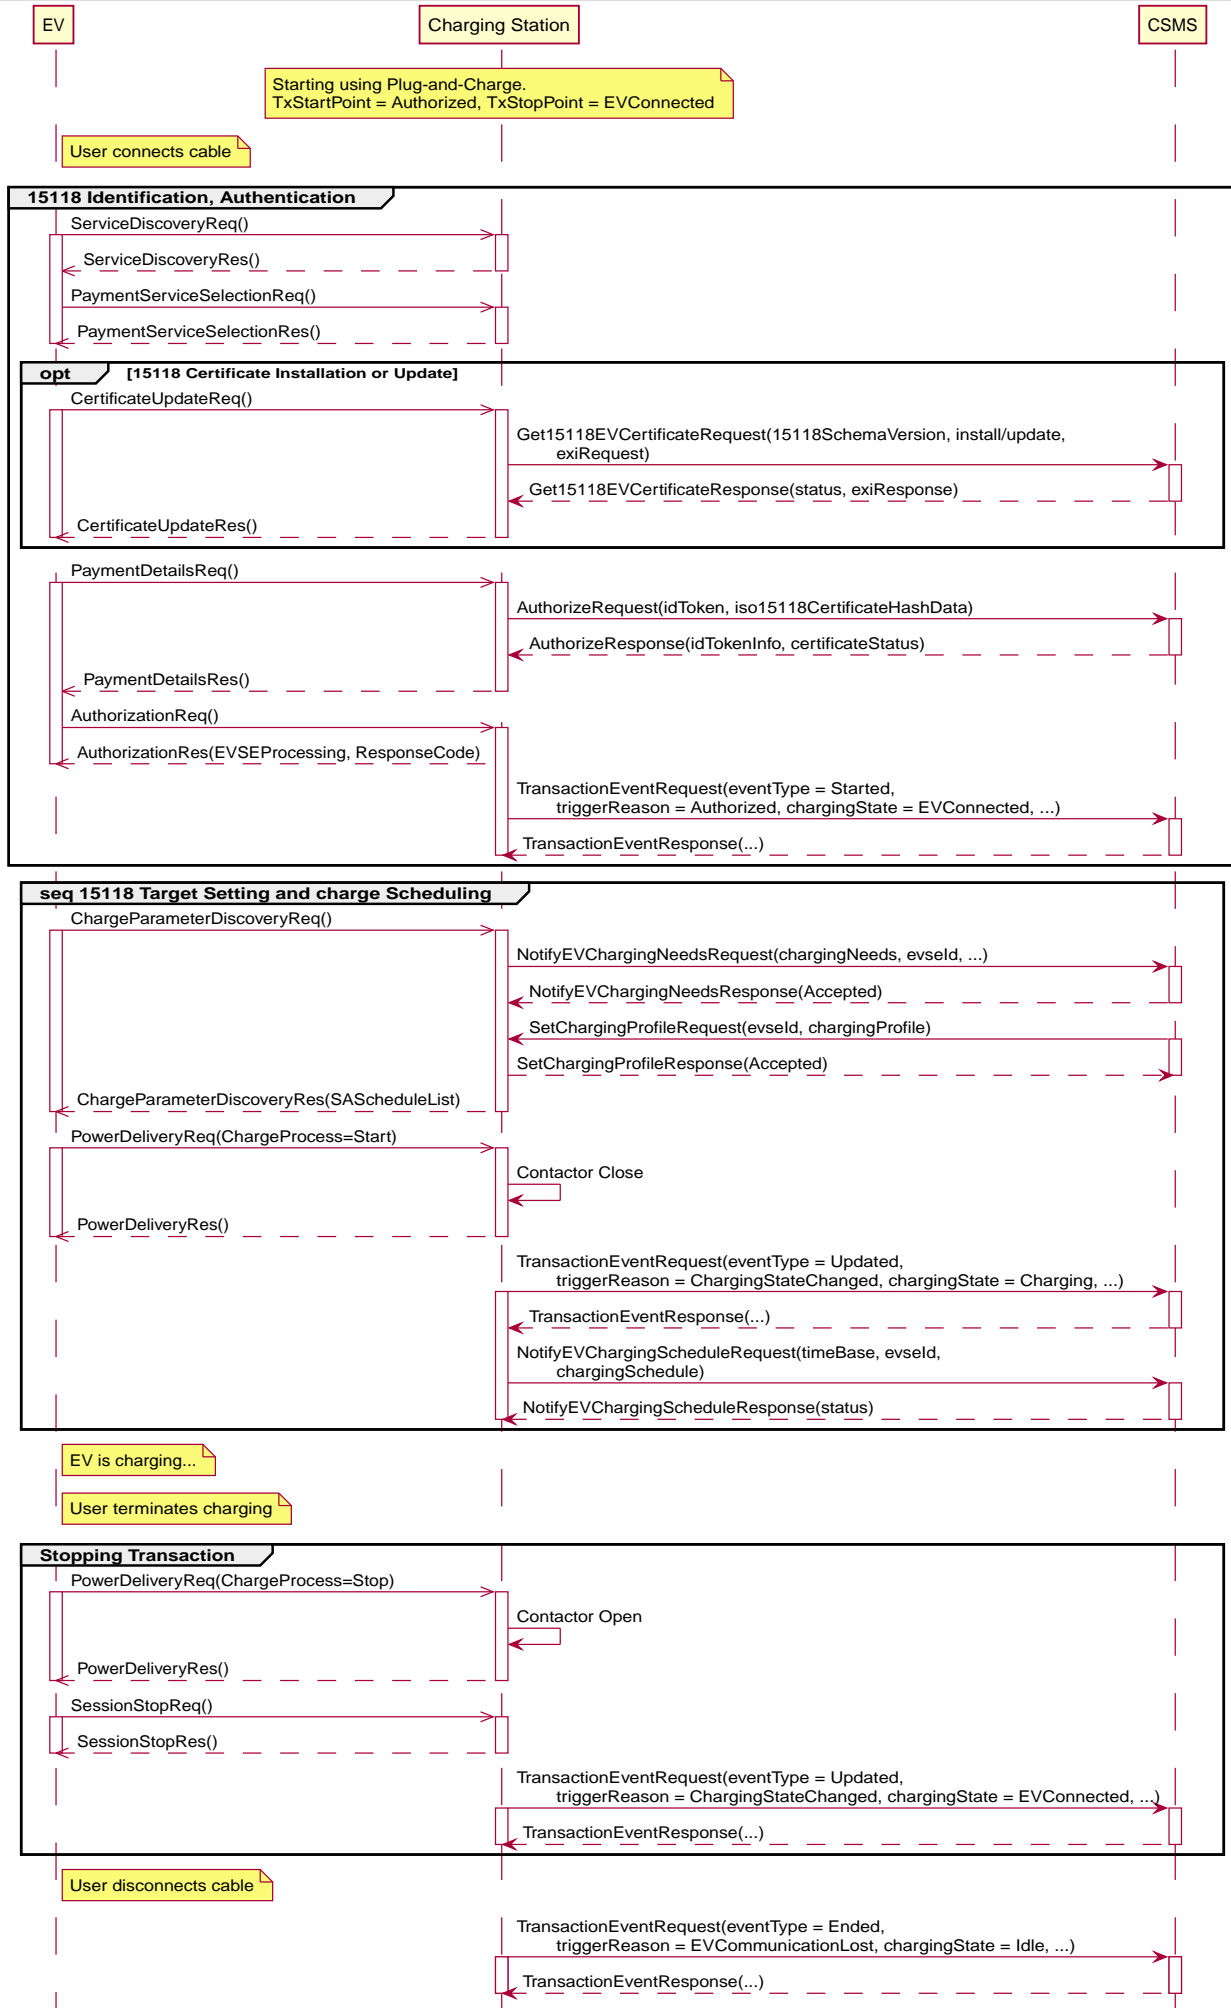 EV
Charging Station
CSMS
Starting using Plug-and-Charge.
TxStartPoint = Authorized, TxStopPoint = EVConnected
User connects cable
15118 Identification, Authentication
ServiceDiscoveryReq()
ServiceDiscoveryRes()
PaymentServiceSelectionReq()
PaymentServiceSelectionRes()
opt [15118 Certificate Installation or Update]
CertificateUpdateReq()
Get15118EVCertificateRequest(15118SchemaVersion, install/update,
exiRequest)
Get15118EVCertificateResponse(status, exiResponse)
CertificateUpdateRes()
PaymentDetailsReq()
AuthorizeRequest(idToken, iso15118CertificateHashData)
AuthorizeResponse(idTokenInfo, certificateStatus)
PaymentDetailsRes()
AuthorizationReq()
AuthorizationRes(EVSEProcessing, ResponseCode)
TransactionEventRequest(eventType = Started,
triggerReason = Authorized, chargingState = EVConnected, ...)
TransactionEventResponse(...)
seq 15118 Target Setting and charge Scheduling
ChargeParameterDiscoveryReq()
NotifyEVChargingNeedsRequest(chargingNeeds, evseId, ...)
NotifyEVChargingNeedsResponse(Accepted)
SetChargingProfileRequest(evseId, chargingProfile)
SetChargingProfileResponse(Accepted)
ChargeParameterDiscoveryRes(SAScheduleList)
PowerDeliveryReq(ChargeProcess=Start)
Contactor Close
PowerDeliveryRes()
TransactionEventRequest(eventType = Updated,
triggerReason = ChargingStateChanged, chargingState = Charging, ...)
TransactionEventResponse(...)
NotifyEVChargingScheduleRequest(timeBase, evseId,
chargingSchedule)
NotifyEVChargingScheduleResponse(status)
EV is charging...
User terminates charging
Stopping Transaction
PowerDeliveryReq(ChargeProcess=Stop)
Contactor Open
PowerDeliveryRes()
SessionStopReq()
SessionStopRes()
TransactionEventRequest(eventType = Updated,
triggerReason = ChargingStateChanged, chargingState = EVConnected, ...)
TransactionEventResponse(...)
User disconnects cable
TransactionEventRequest(eventType = Ended,
triggerReason = EVCommunicationLost, chargingState = Idle, ...)
TransactionEventResponse(...)